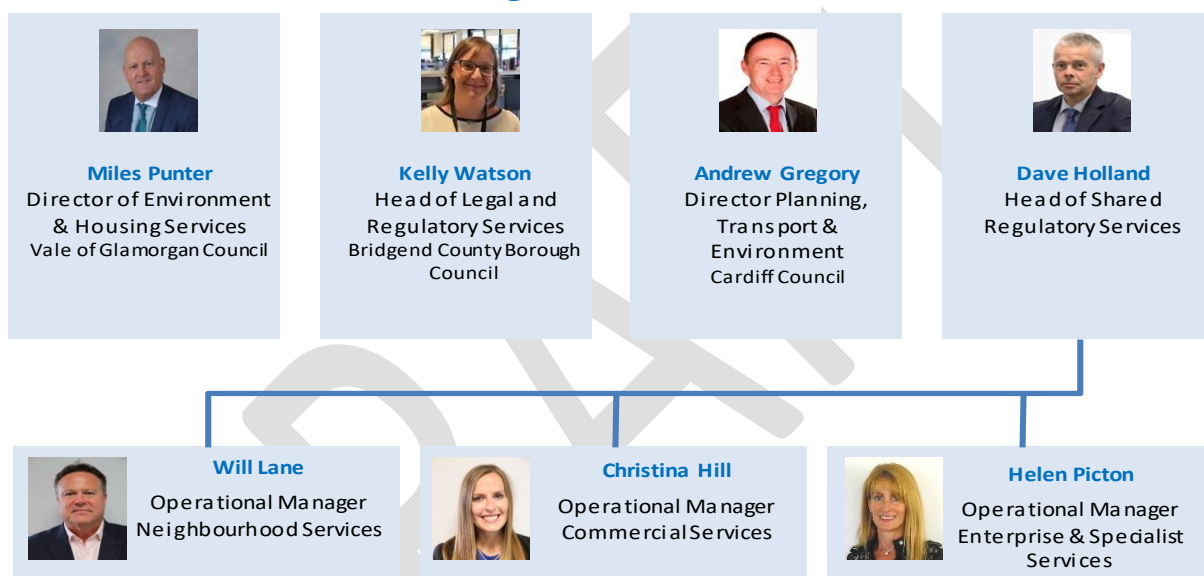 Miles Punter
Director of Environment
& Housing Services
Vale of Glamorgan Council
Kelly Watson
Head of Legal and
Regulatory Services
Bridgend County Borough
Council
Andrew Gregory
Director Planning,
Transport &
Environment
Cardiff Council
Dave Holland
Head of Shared
Regulatory Services
Will Lane
Operational Manager
Neighbourhood Services
Christina Hill
Operational Manager
Commercial Services
Helen Picton
Operational Manager
Enterprise & Specialist
Services